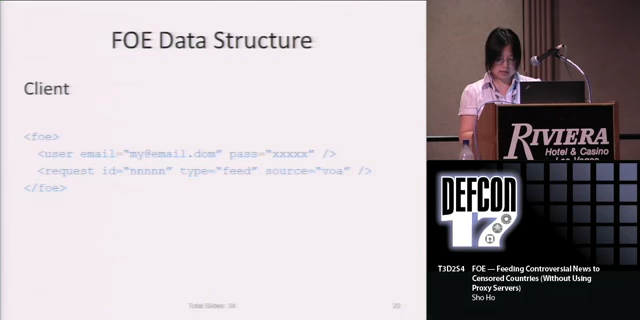 FOE Data Structure
Client
<foe>
<user email="my@email.dom" pass="xxxxx" />
<request id="nnnnn" type="feed" source="voa" />
</foe>
Total Slides: 34
20
RIVIERA
Hotel & Casino
Las Vegas
DEFCON
17
T3D2S4
FOE — Feeding Controversial News to
Censored Countries (Without Using
Proxy Servers)
Sho Ho